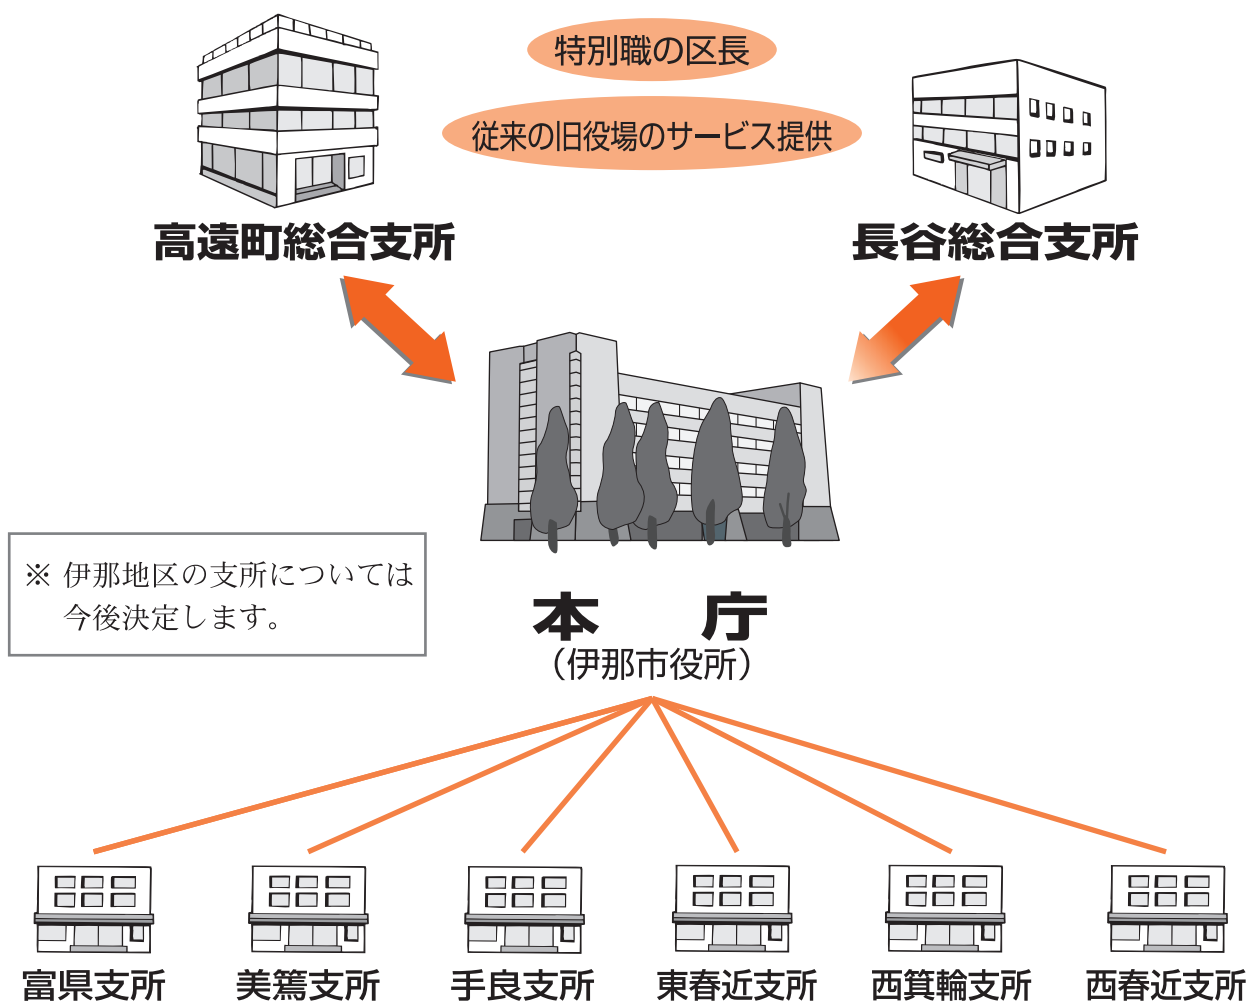 特別職の区長
従来の旧役場のサービス提供
高遠町総合支所
長谷総合支所
※ 伊那地区の支所については
今後決定します。
本 庁
（伊那市役所）
富県支所
美篶支所
手良支所
東春近支所
西箕輪支所
西春近支所